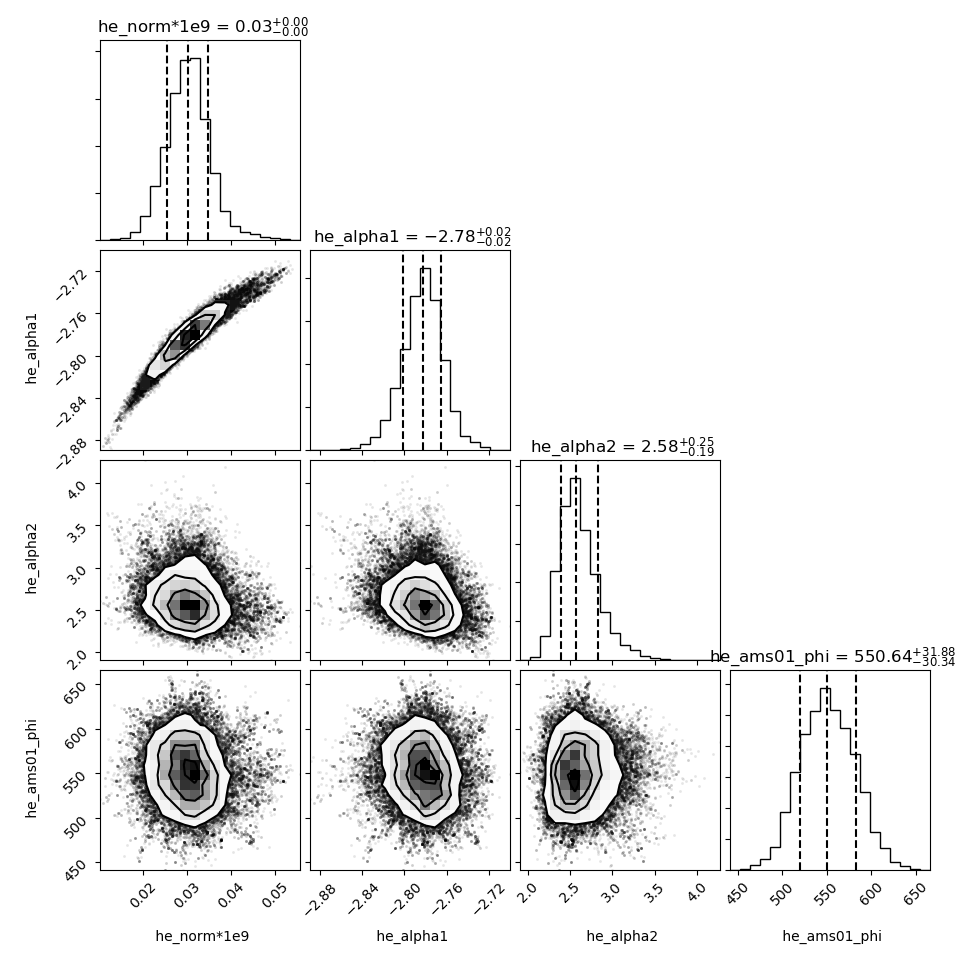 he_norm*1e9 = 0.03+0.00−0.00
he_alpha1 = −2.78+0.02−0.02
−2.72
−2.76
−2.80
−2.84
−2.88
he_alpha1
he_alpha2 = 2.58+0.25−0.19
4.0
3.5
3.0
2.5
2.0
he_alpha2
he_ams01_phi = 550.64+31.88−30.34
650
600
550
500
450
he_ams01_phi
0.02 0.03 0.04 0.05 −2.88 −2.84 −2.80 −2.76 −2.72 2.0 2.5 3.0 3.5 4.0 450 500 550 600 650
he_norm*1e9 he_alpha1 he_alpha2 he_ams01_phi